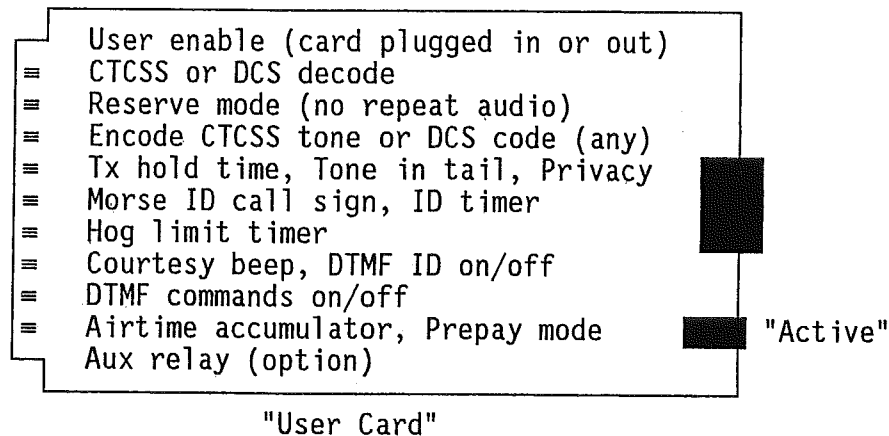 User enable (card plugged in or out)
CTCSS or DCS decode
Reserve mode (no repeat audio)
Encode CTCSS tone or DCS code (any)
Tx hold time, Tone in tail, Privacy
Morse ID call sign, ID timer
Hog limit timer
Courtesy beep, DTMF ID on/off
DTMF commands on/off
Airtime accumulator, Prepay mode
"Active"
Aux relay (option)
"User Card"